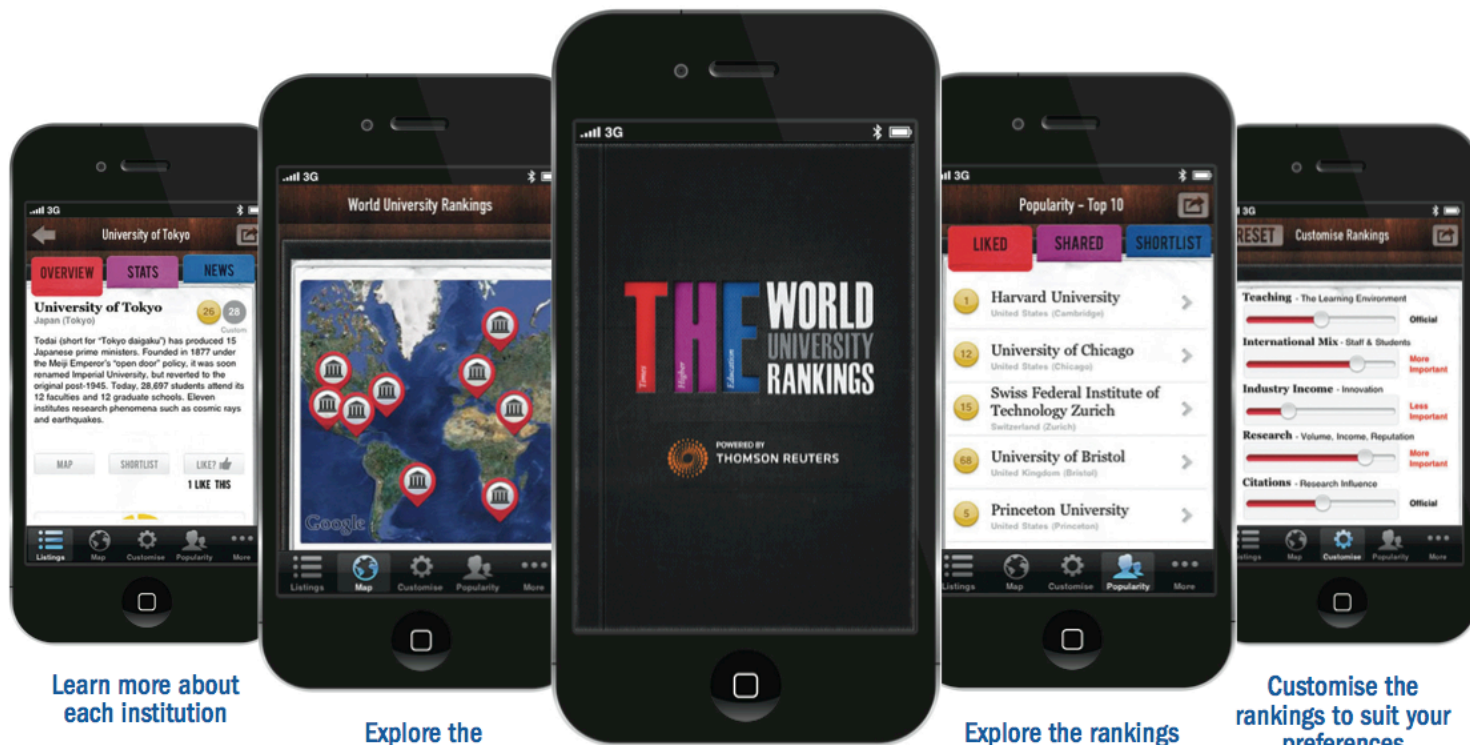 3G
University of Tokyo
OVERVIEW
STATS
NEWS
University of Tokyo
Japan (Tokyo)
26
28
Custom
Todai (short for "Tokyo daigaku") has produced 15
Japanese prime ministers. Founded in 1877 under
the Meiji Emperor's "open door" policy, it was soon
renamed Imperial University, but reverted to the
original post-1945. Today, 28,697 students attend its
12 faculties and 12 graduate schools. Eleven
institutes research phenomena such as cosmic rays
and earthquakes.
MAP
SHORTLIST
LIKE?
1 LIKE THIS
Listings
Map
Customise
Popularity
More
Learn more about
each institution
3G
World University Rankings
Google
Listings
Map
Customise
Popularity
More
Explore the
3G
THE
Times
Higher
Education
WORLD
UNIVERSITY
RANKINGS
POWERED BY
THOMSON REUTERS
3G
Popularity – Top 10
LIKED
SHARED
SHORTLIST
1
Harvard University
United States (Cambridge)
12
University of Chicago
United States (Chicago)
15
Swiss Federal Institute of
Technology Zurich
Switzerland (Zurich)
68
University of Bristol
United Kingdom (Bristol)
5
Princeton University
United States (Princeton)
Listings
Map
Customise
Popularity
More
Explore the rankings
3G
RESET
Customise Rankings
Teaching - The Learning Environment
Official
International Mix - Staff & Students
More
Important
Industry Income - Innovation
Less
Important
Research - Volume, Income, Reputation
More
Important
Citations - Research Influence
Official
Map
Customise
Popularity
More
Customise the
rankings to suit your
preferences